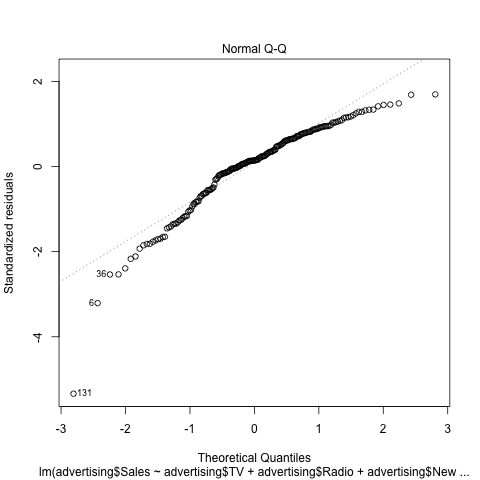 Normal Q-Q
2
0
-2
-4
Standardized residuals
36
6
131
-3 -2 -1 0 1 2 3
Theoretical Quantiles
lm(advertising$Sales ~ advertising$TV + advertising$Radio + advertising$New ...